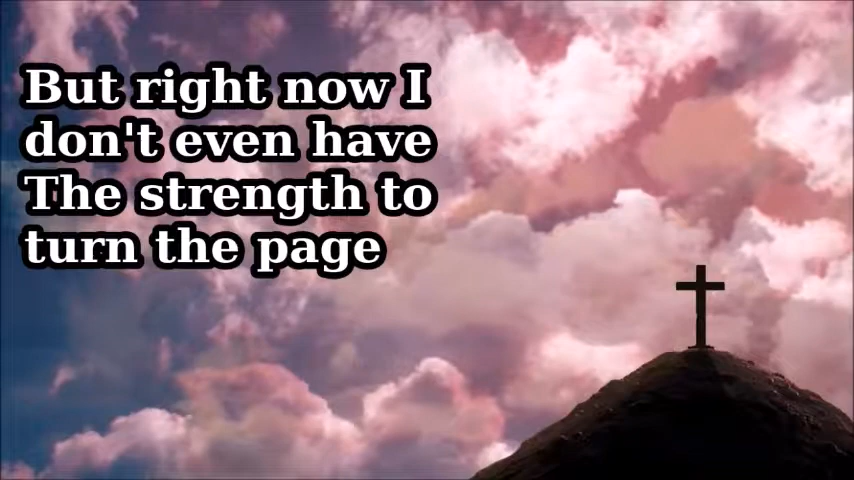 But right now I
don't even have
The strength to
turn the page